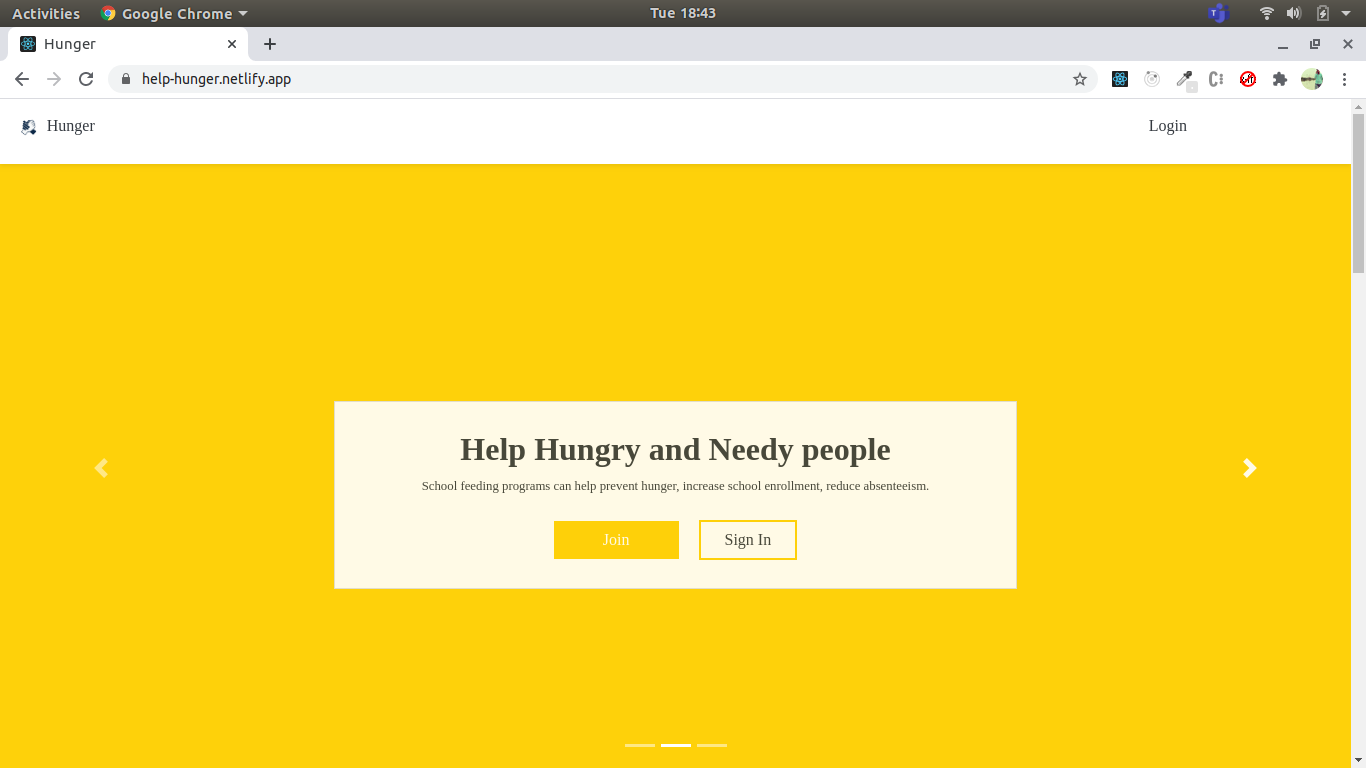 Activities Google Chrome Tue 18:43
Hunger
help-hunger.netlify.app
Hunger Login
Help Hungry and Needy people
School feeding programs can help prevent hunger, increase school enrollment, reduce absenteeism.
Join Sign In